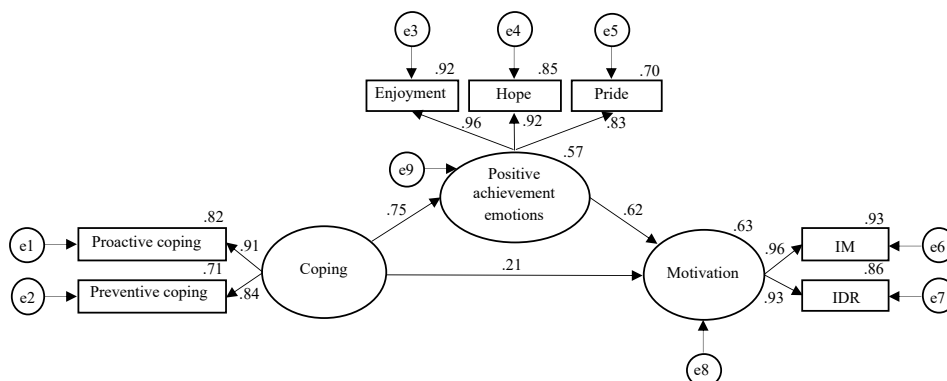 e3
e4
e5
.92
.85
.70
Enjoyment
Hope
Pride
.96
.92
.83
e9
.57
Positive
achievement
emotions
.75
.62
.82
.63
.93
e1
Proactive coping
.91
Coping
.21
Motivation
.96
IM
e6
.71
.86
e2
Preventive coping
.84
.93
IDR
e7
e8